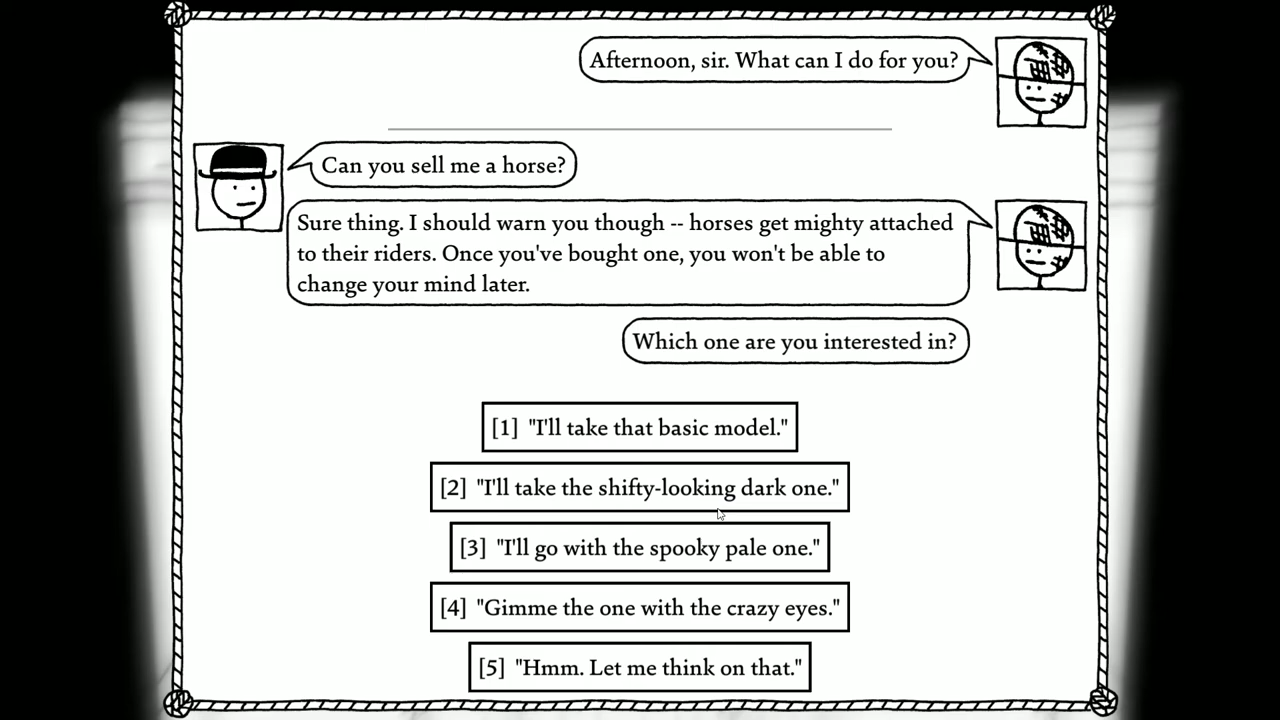 Afternoon, sir. What can I do for you?
Can you sell me a horse?
Sure thing. I should warn you though -- horses get mighty attached
to their riders. Once you've bought one, you won't be able to
change your mind later.
Which one are you interested in?
[1] "I'll take that basic model."
[2] "I'll take the shifty-looking dark one."
[3] "I'll go with the spooky pale one."
[4] "Gimme the one with the crazy eyes."
[5] "Hmm. Let me think on that."